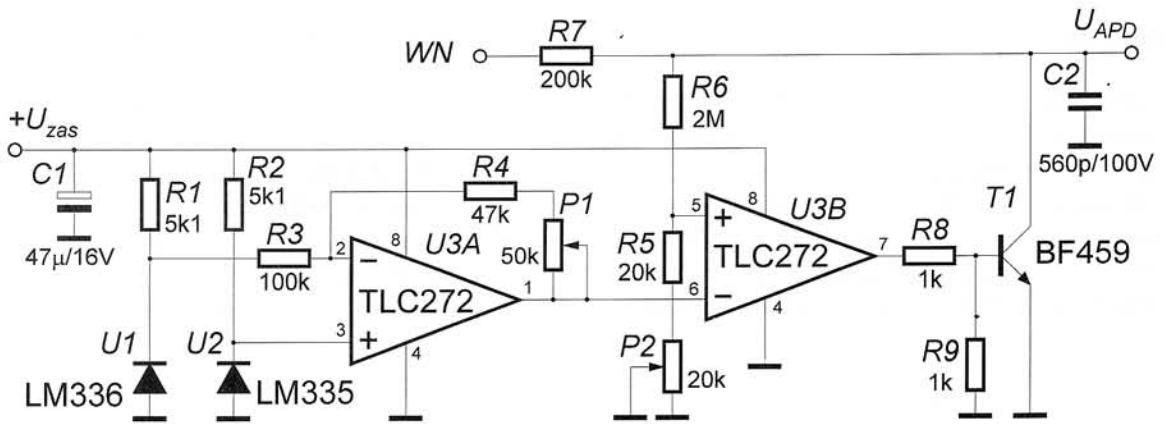 R7
U_APD
WN
200k
C2
R6
2M
+U_zas
560p/100V
C1
R1
5k1
R2
5k1
R4
47k
P1
50k
47µ/16V
R3
100k
2
8
U3A
TLC272
1
3
4
5
8
U3B
TLC272
7
6
4
R5
20k
R8
1k
T1
BF459
U1
LM336
U2
LM335
P2
20k
R9
1k
+
−
−
+